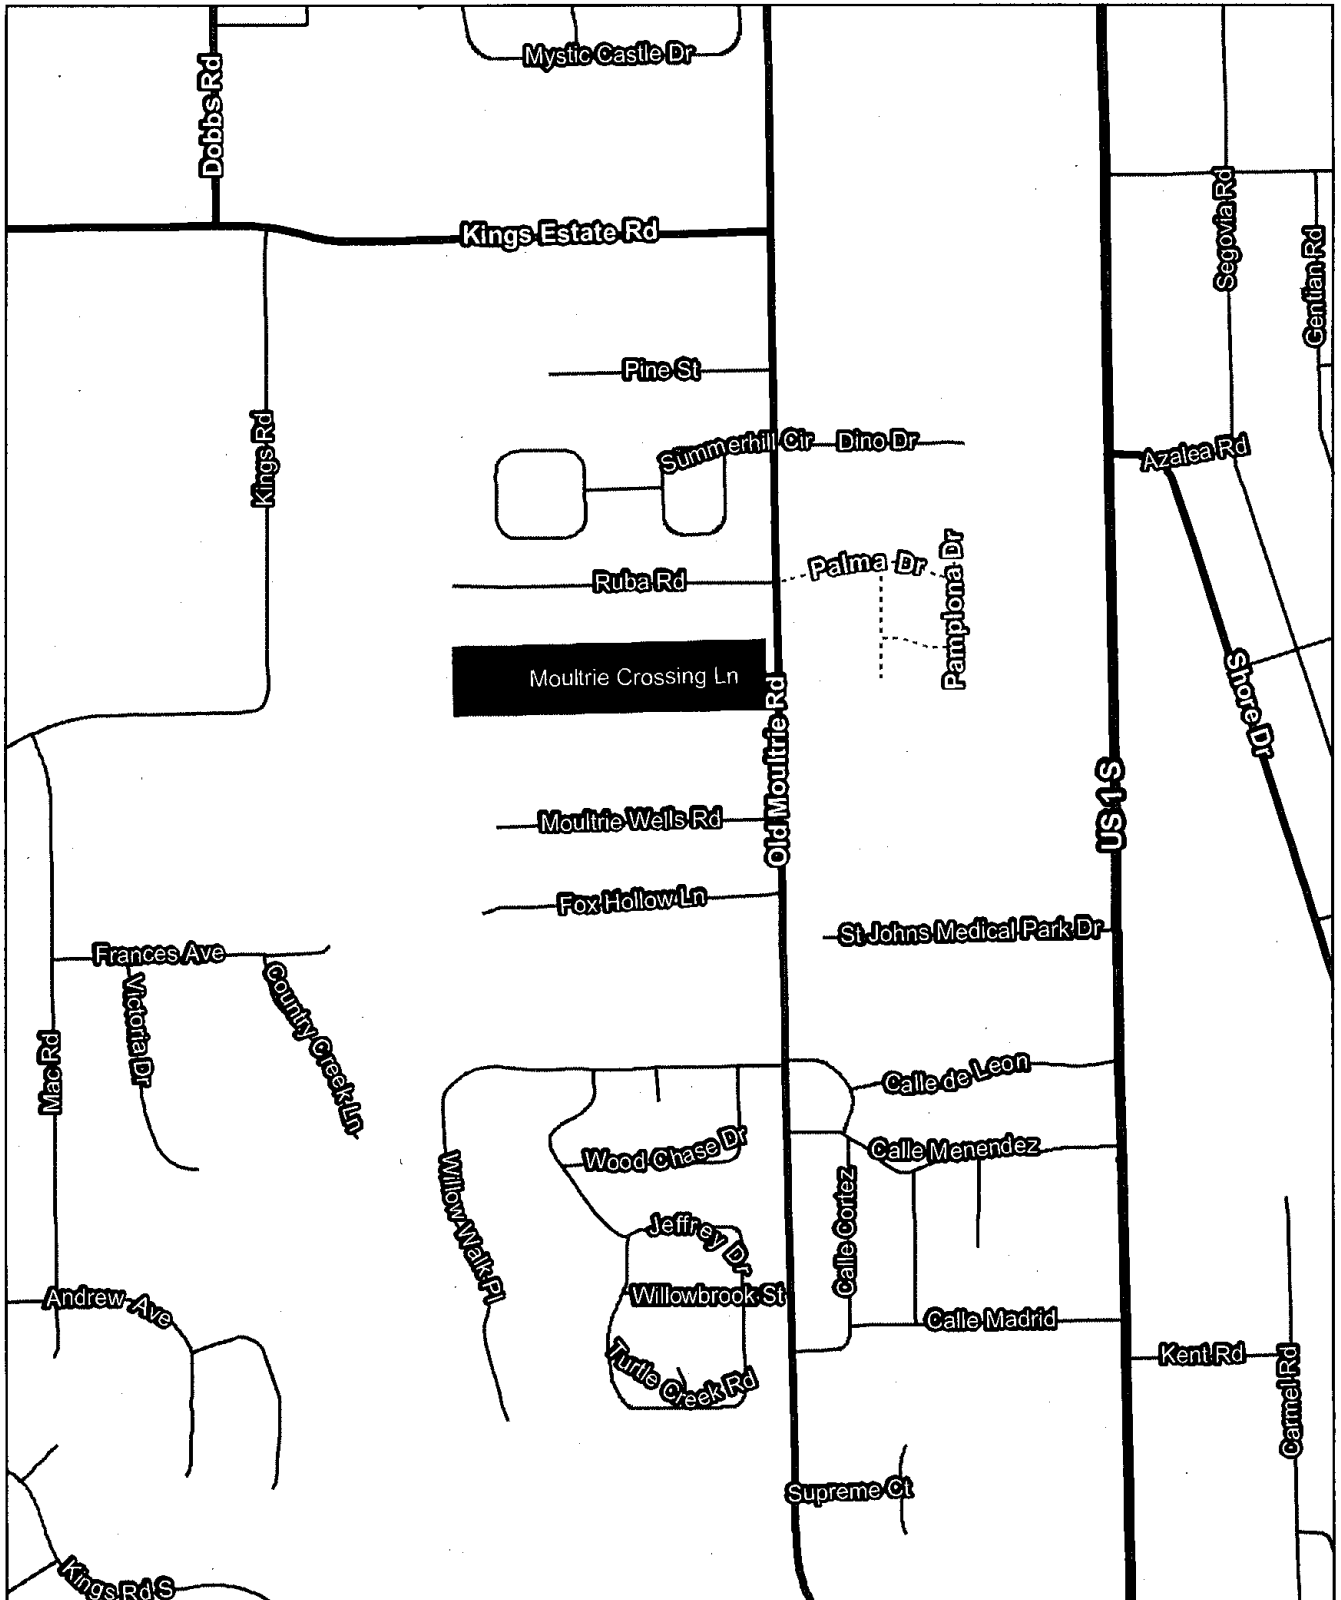 Mystic Castle Dr
Dobbs Rd
Segovia Rd
Kings Estate Rd
Gentian Rd
Pine St
Kings Rd
Summerhill Cir
Dino Dr
Azalea Rd
Palma Dr
Pamplona Dr
Ruba Rd
Moultrie Crossing Ln
Shore Dr
Old Moultrie Rd
US 1 S
Moultrie Wells Rd
Fox Hollow Ln
St Johns Medical Park Dr
Frances Ave
Victoria Dr
Country Creek Ln
Mac Rd
Calle de Leon
Wood Chase Dr
Calle Menendez
Willow Walk Pl
Calle Cortez
Jeffrey Dr
Willowbrook St
Andrew Ave
Calle Madrid
Kent Rd
Turtle Creek Rd
Carmel Rd
Supreme Ct
Kings Rd S